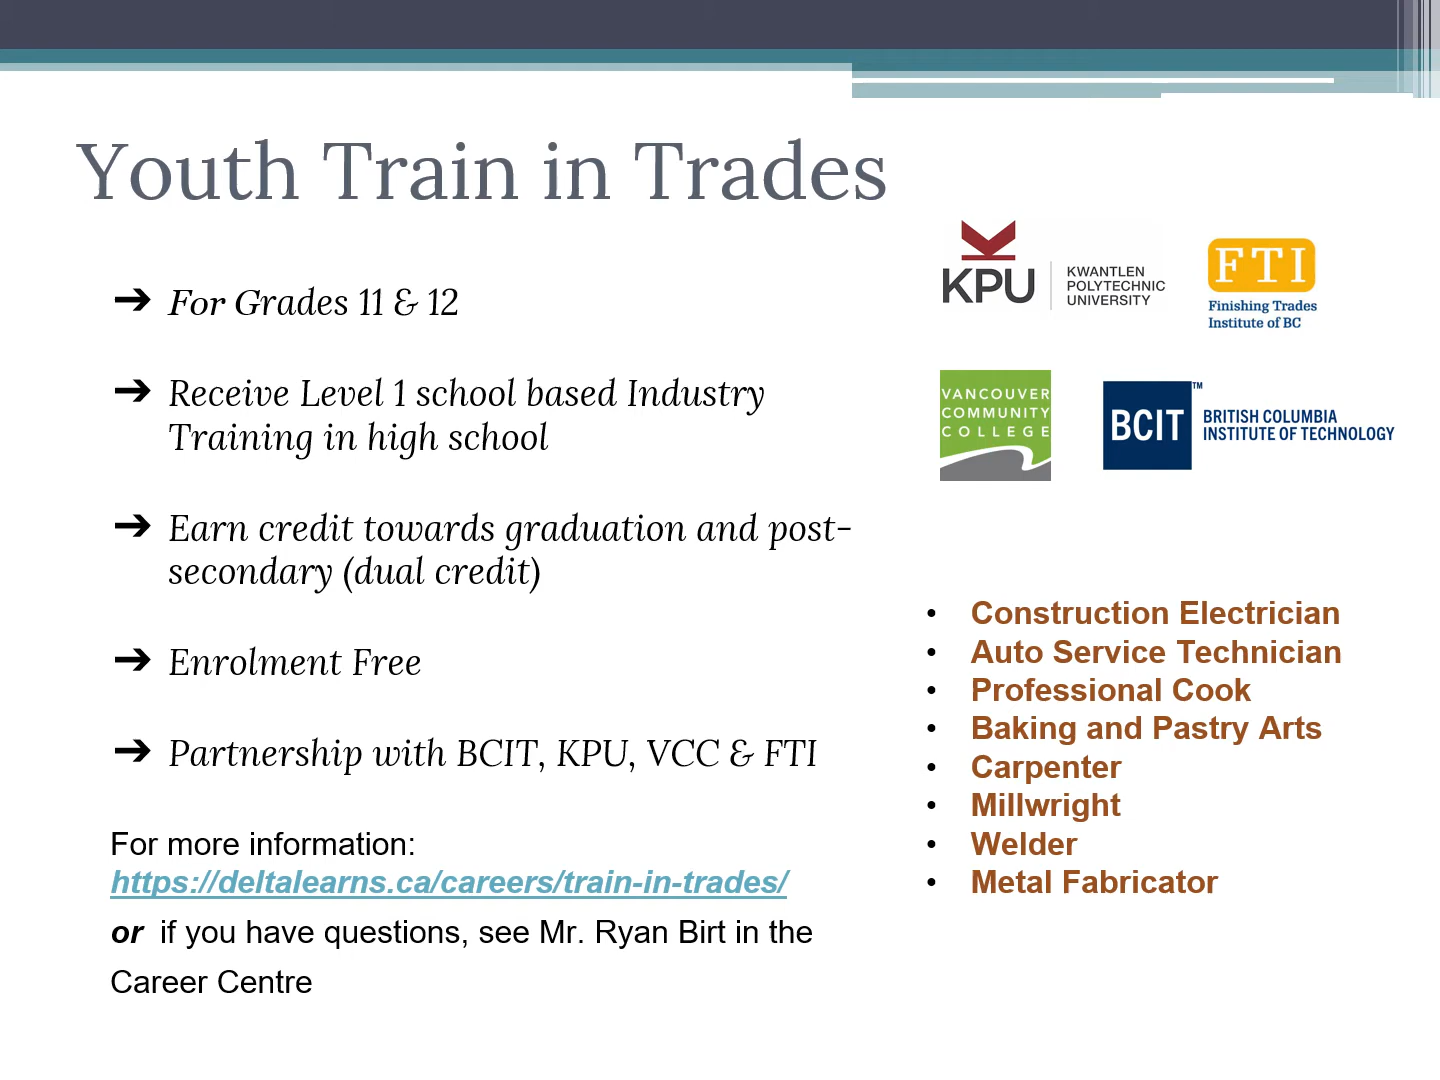 Youth Train in Trades
➔ For Grades 11 & 12
➔ Receive Level 1 school based Industry
Training in high school
➔ Earn credit towards graduation and post-
secondary (dual credit)
➔ Enrolment Free
➔ Partnership with BCIT, KPU, VCC & FTI
For more information:
https://deltalearns.ca/careers/train-in-trades/
or if you have questions, see Mr. Ryan Birt in the
Career Centre
KPU
KWANTLEN
POLYTECHNIC
UNIVERSITY
FTI
Finishing Trades
Institute of BC
VANCOUVER
COMMUNITY
COLLEGE
BCIT™
BRITISH COLUMBIA
INSTITUTE OF TECHNOLOGY
• Construction Electrician
• Auto Service Technician
• Professional Cook
• Baking and Pastry Arts
• Carpenter
• Millwright
• Welder
• Metal Fabricator